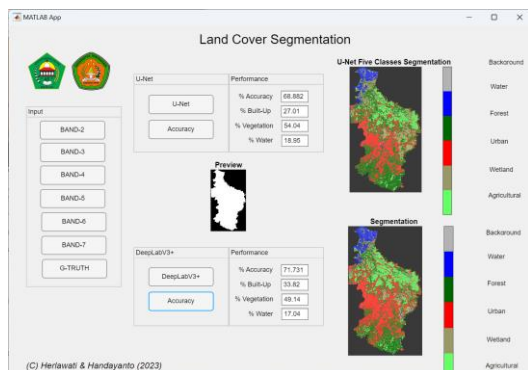 MATLAB App
Land Cover Segmentation
Input
BAND-2
BAND-3
BAND-4
BAND-5
BAND-6
BAND-7
G-TRUTH
U-Net
U-Net
Accuracy
Performance
% Accuracy 66.882
% Built-Up 27.01
% Vegetation 54.04
% Water 18.95
Preview
DeepLabV3+
DeepLabV3+
Accuracy
Performance
% Accuracy 71.731
% Built-Up 33.82
% Vegetation 49.14
% Water 17.04
U-Net Five Classes Segmentation
Background
Water
Forest
Urban
Wetland
Agricultural
Segmentation
Background
Water
Forest
Urban
Wetland
Agricultural
(C) Herlawati & Handayanto (2023)